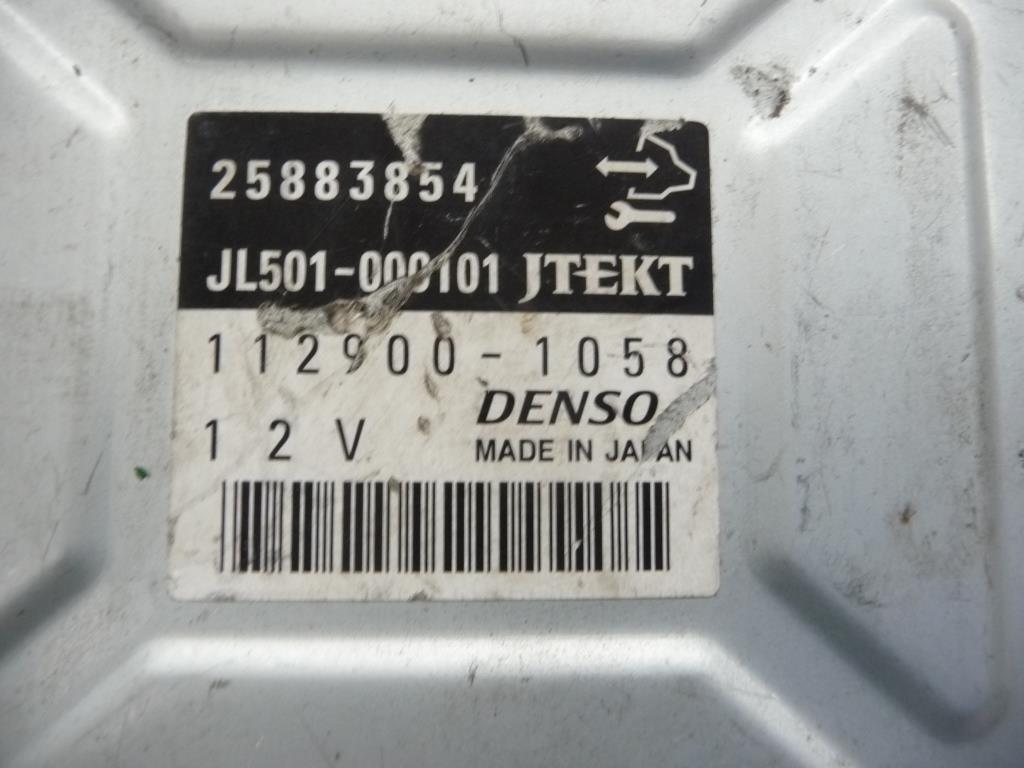 25883854
JL501-000101 JTEKT
112900-1058
DENSO
12V
MADE IN JAPAN